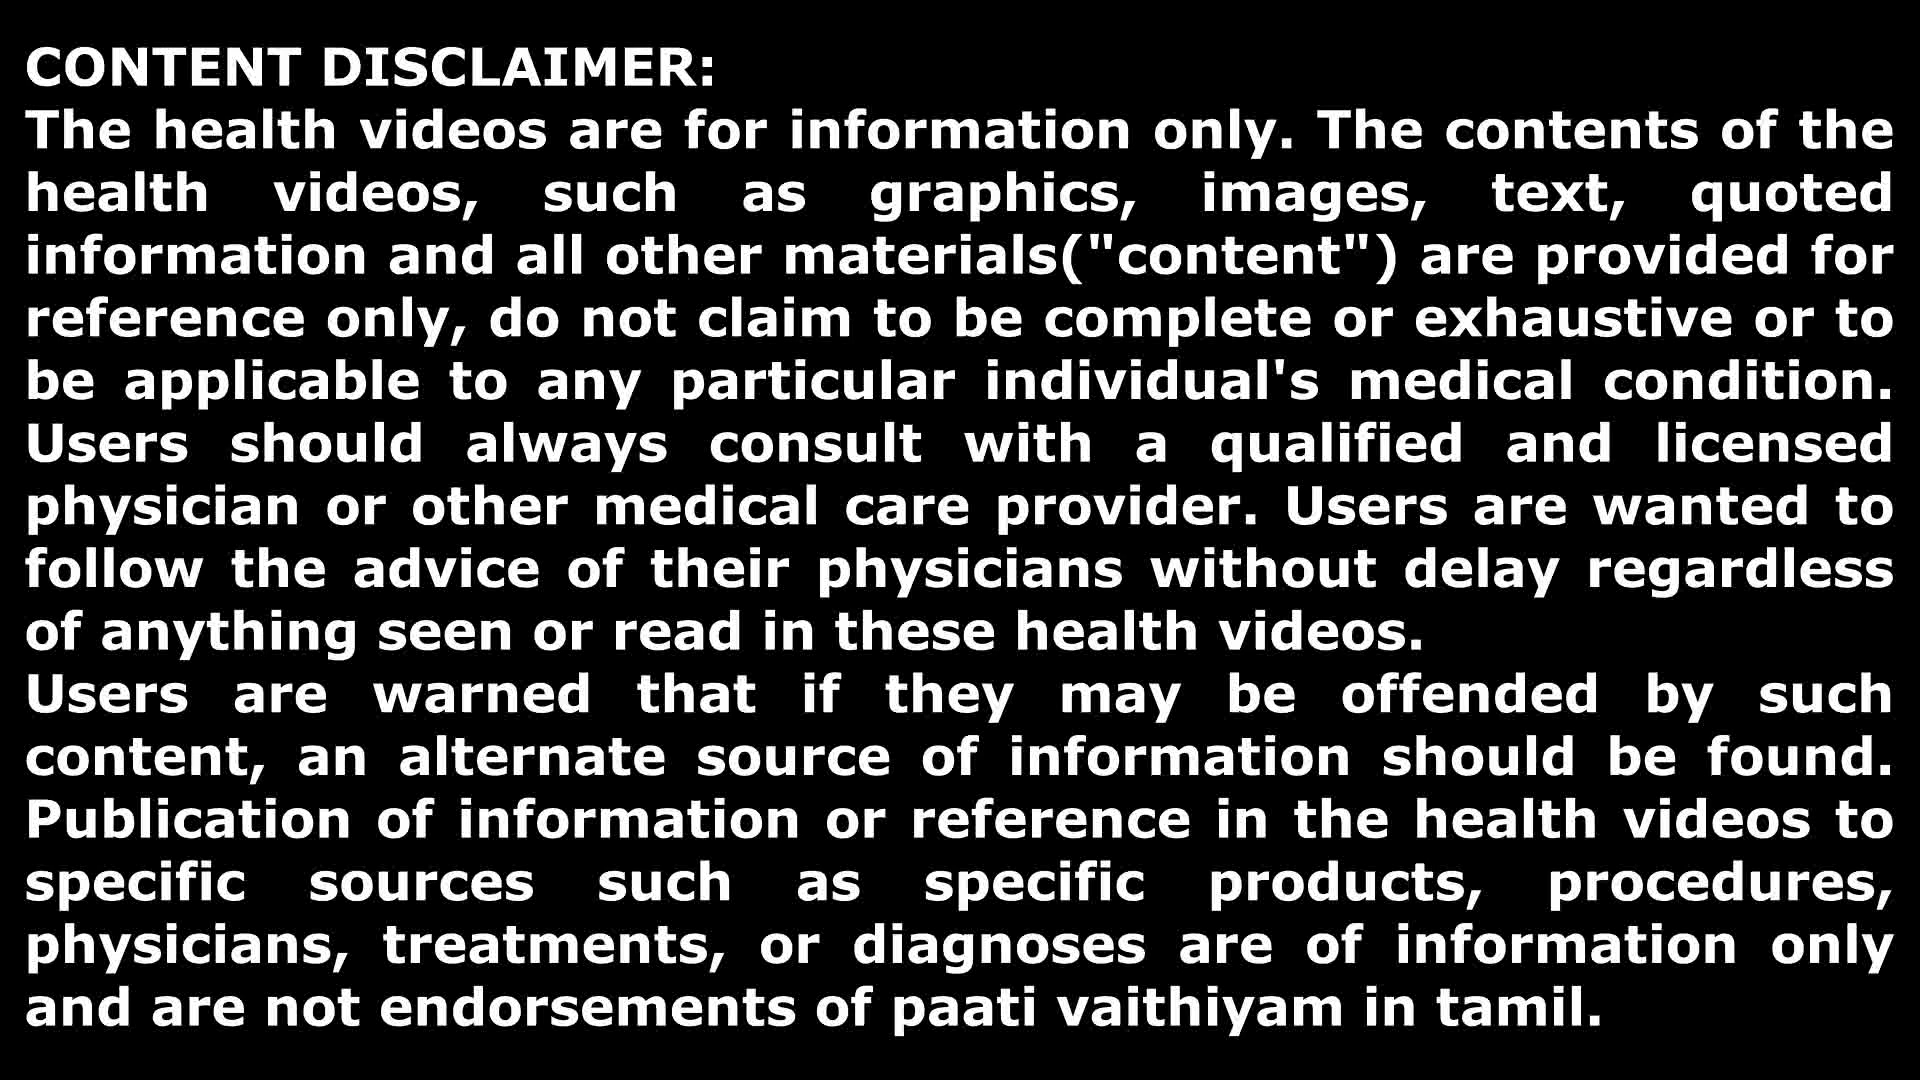 CONTENT DISCLAIMER:
The health videos are for information only. The contents of the
health videos, such as graphics, images, text, quoted
information and all other materials("content") are provided for
reference only, do not claim to be complete or exhaustive or to
be applicable to any particular individual's medical condition.
Users should always consult with a qualified and licensed
physician or other medical care provider. Users are wanted to
follow the advice of their physicians without delay regardless
of anything seen or read in these health videos.
Users are warned that if they may be offended by such
content, an alternate source of information should be found.
Publication of information or reference in the health videos to
specific sources such as specific products, procedures,
physicians, treatments, or diagnoses are of information only
and are not endorsements of paati vaithiyam in tamil.